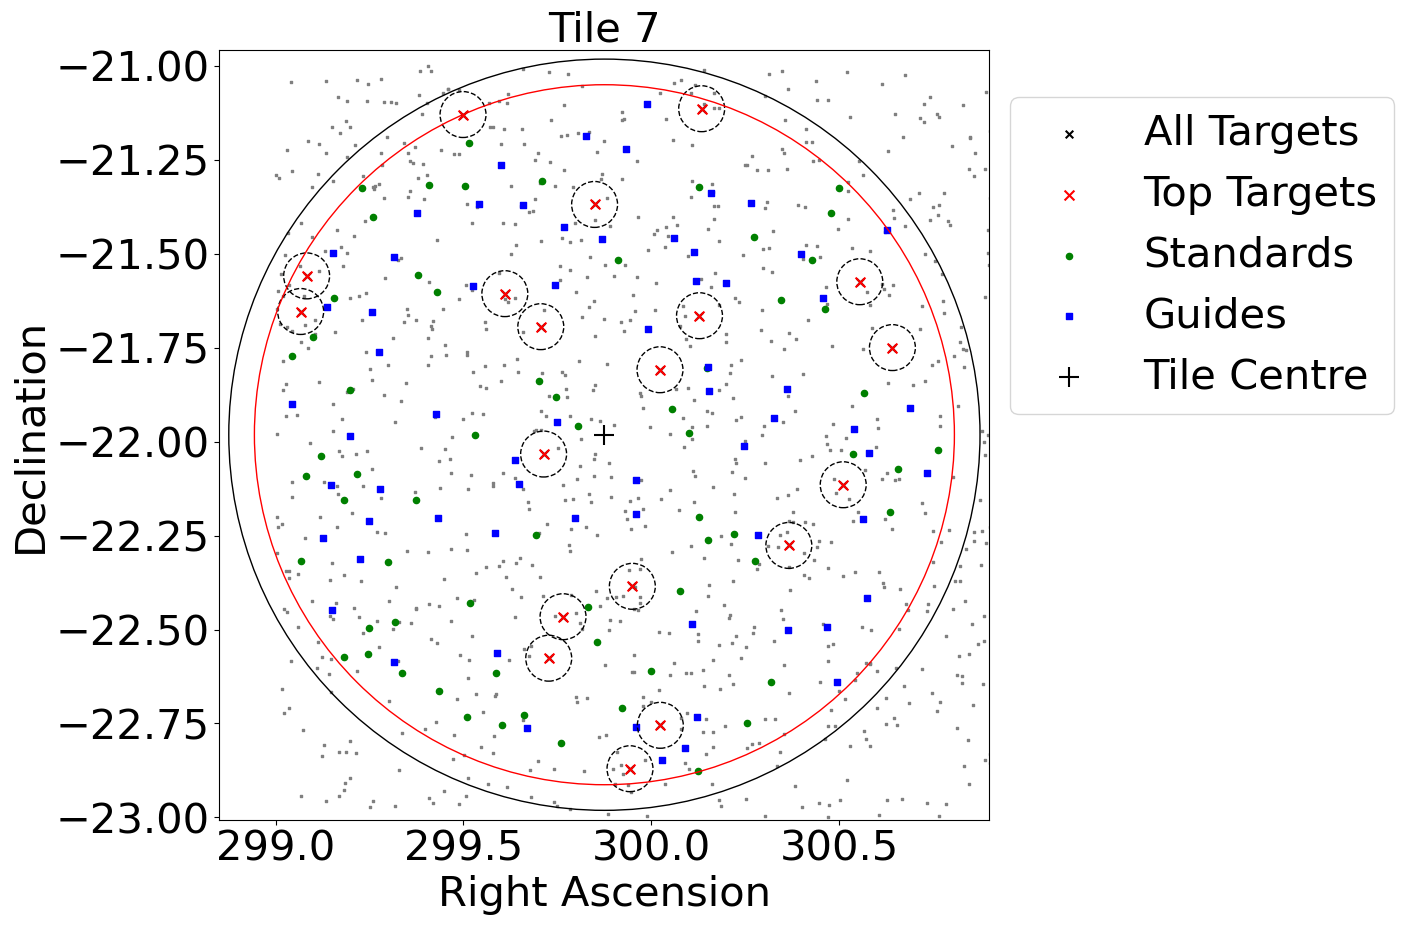 Tile 7
Declination
−21.00
−21.25
−21.50
−21.75
−22.00
−22.25
−22.50
−22.75
−23.00
299.0 299.5 300.0 300.5
Right Ascension
All Targets
Top Targets
Standards
Guides
Tile Centre